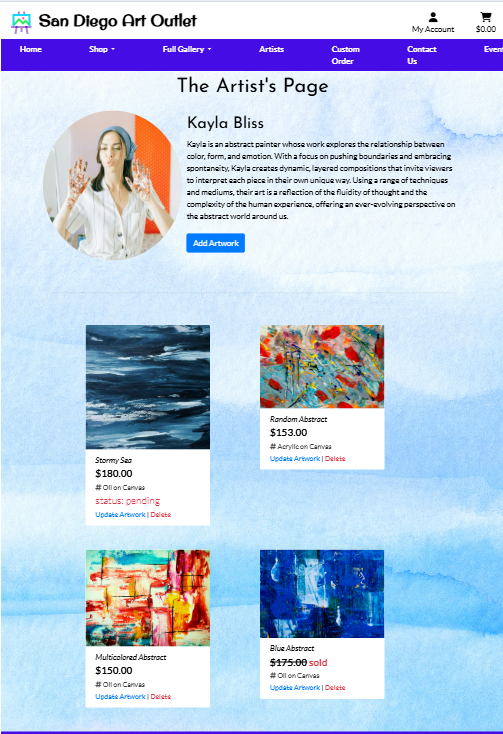 San Diego Art Outlet
My Account
$0.00
Home
Shop
Full Gallery
Artists
Custom
Order
Contact
Us
Event
The Artist's Page
Kayla Bliss
Kayla is an abstract painter whose work explores the relationship between
color, form, and emotion. With a focus on pushing boundaries and embracing
spontaneity, Kayla creates dynamic, layered compositions that invite viewers
to interpret each piece in their own unique way. Using a range of techniques
and mediums, their art is a reflection of the fluidity of thought and the
complexity of the human experience, offering an ever-evolving perspective on
the abstract world around us.
Add Artwork
Stormy Sea
$180.00
# Oil on Canvas
status: pending
Update Artwork | Delete
Random Abstract
$153.00
# Acrylic on Canvas
Update Artwork | Delete
Multicolored Abstract
$150.00
# Oil on Canvas
Update Artwork | Delete
Blue Abstract
$175.00 sold
# Oil on Canvas
Update Artwork | Delete